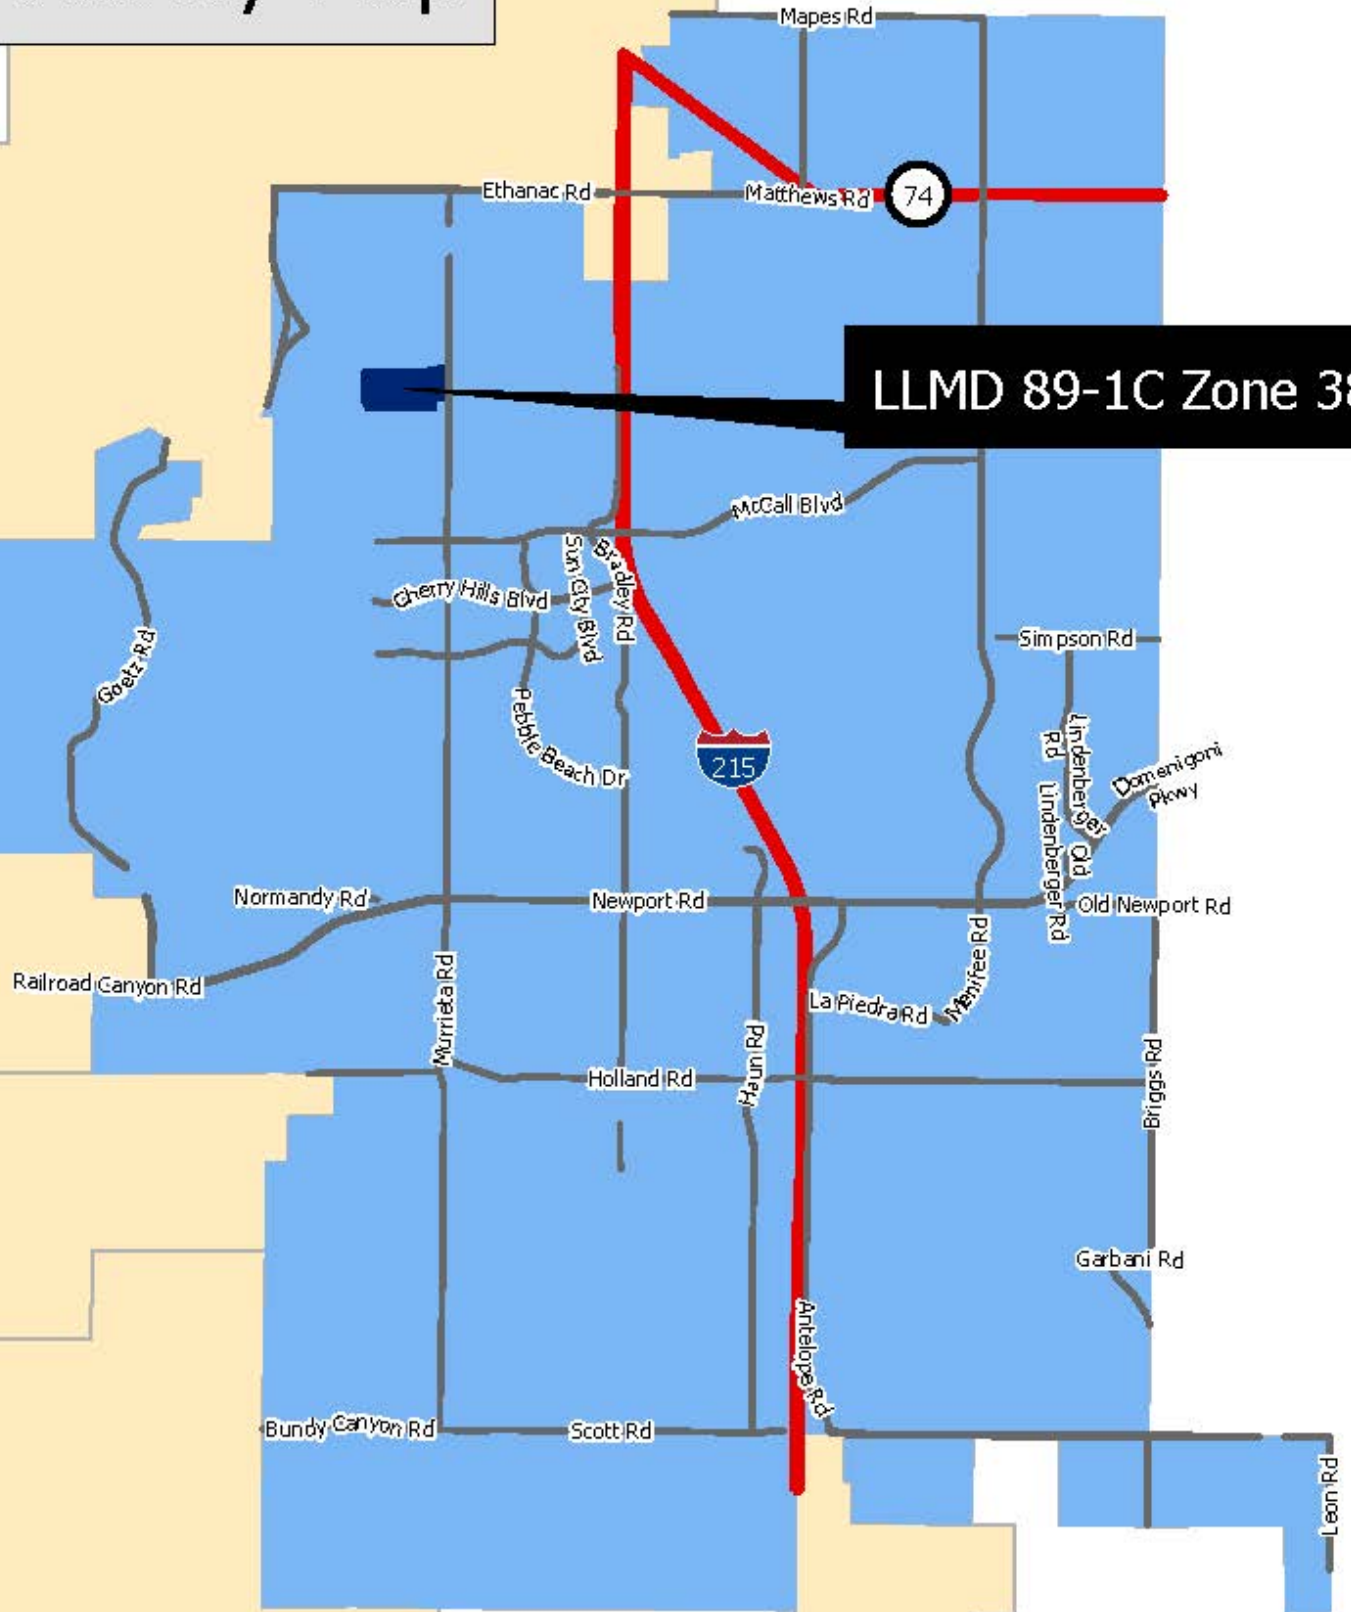 Mapes Rd
Ethanac Rd
Matthews Rd
74
LLMD 89-1C Zone 38
McCall Blvd
Bradley Rd
Sun City Blvd
Cherry Hills Blvd
Simpson Rd
Goetz Rd
Pebble Beach Dr
Lindenberger
Rd
Domenigoni
Pkwy
215
Lindenberger Rd
Old
Normandy Rd
Newport Rd
Old Newport Rd
Railroad Canyon Rd
Murrieta Rd
Menifee Rd
La Piedra Rd
Haun Rd
Holland Rd
Briggs Rd
Garbani Rd
Antelope Rd
Bundy Canyon Rd
Scott Rd
Leon Rd